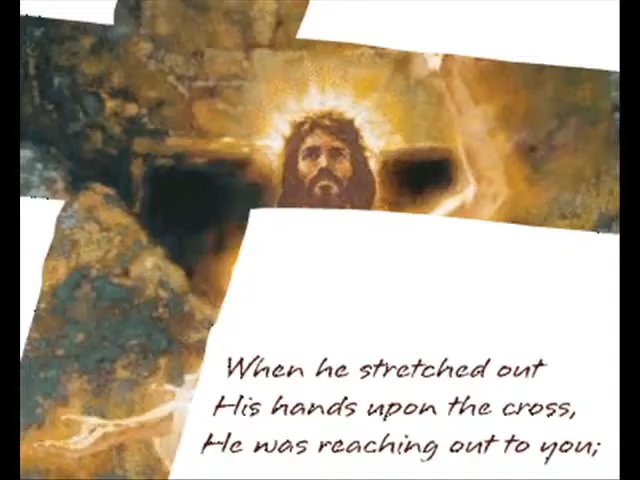 When he stretched out
His hands upon the cross,
He was reaching out to you;